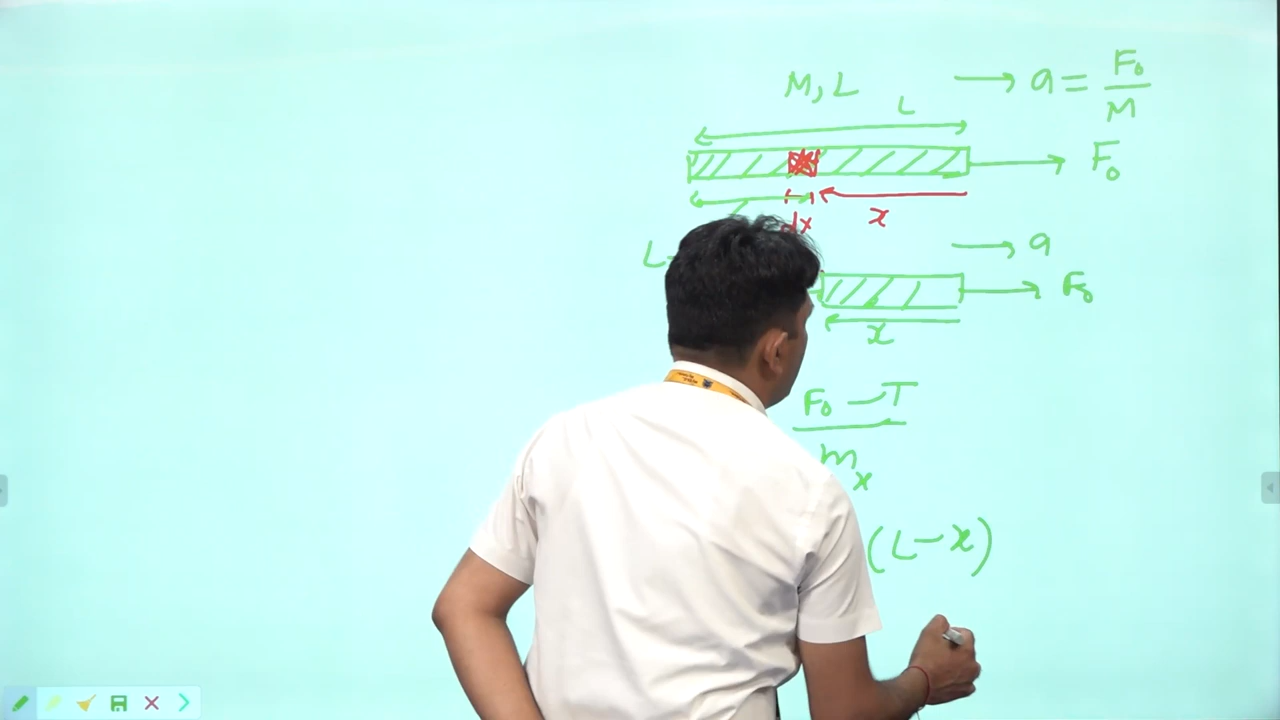 M, L → a = F₀/M
L
→ F₀
dx x
L- → a
→ F₀
x
F₀ - T
mₓ
(L - x)